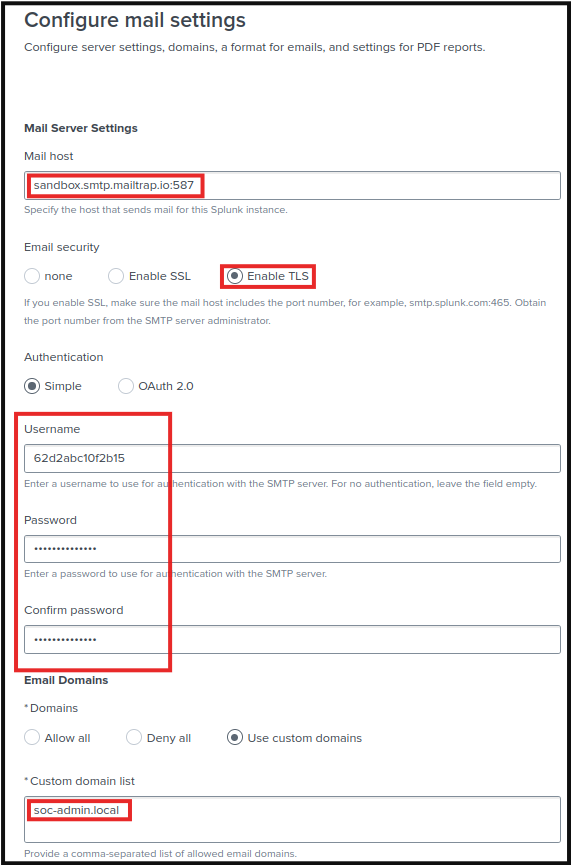 Configure mail settings
Configure server settings, domains, a format for emails, and settings for PDF reports.
Mail Server Settings
Mail host
sandbox.smtp.mailtrap.io:587
Specify the host that sends mail for this Splunk instance.
Email security
none Enable SSL Enable TLS
If you enable SSL, make sure the mail host includes the port number, for example, smtp.splunk.com:465. Obtain
the port number from the SMTP server administrator.
Authentication
Simple OAuth 2.0
Username
62d2abc10f2b15
Enter a username to use for authentication with the SMTP server. For no authentication, leave the field empty.
Password
••••••••••••••
Enter a password to use for authentication with the SMTP server.
Confirm password
••••••••••••••
Email Domains
*Domains
Allow all Deny all Use custom domains
*Custom domain list
soc-admin.local
Provide a comma-separated list of allowed email domains.